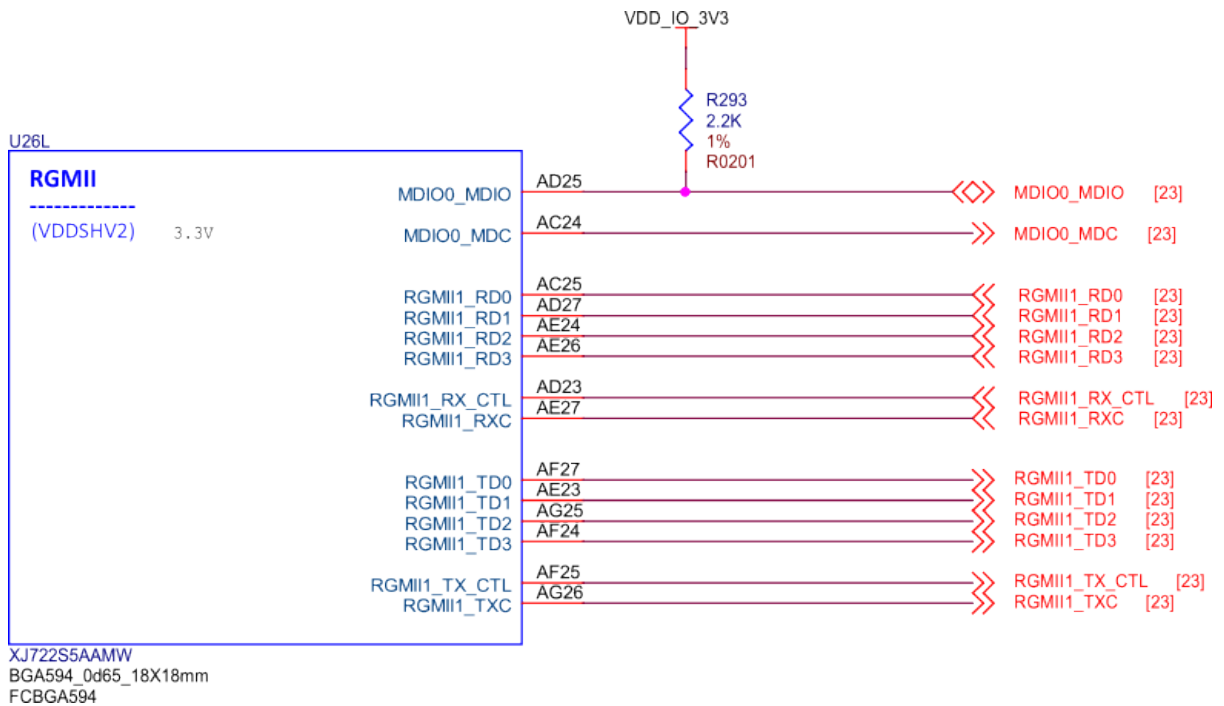 VDD_IO_3V3
R293
2.2K
1%
R0201
U26L
RGMII
-------------
(VDDSHV2) 3.3V
MDIO0_MDIO AD25 MDIO0_MDIO [23]
MDIO0_MDC AC24 MDIO0_MDC [23]
RGMII1_RD0 AC25 RGMII1_RD0 [23]
RGMII1_RD1 AD27 RGMII1_RD1 [23]
RGMII1_RD2 AE24 RGMII1_RD2 [23]
RGMII1_RD3 AE26 RGMII1_RD3 [23]
RGMII1_RX_CTL AD23 RGMII1_RX_CTL [23]
RGMII1_RXC AE27 RGMII1_RXC [23]
RGMII1_TD0 AF27 RGMII1_TD0 [23]
RGMII1_TD1 AE23 RGMII1_TD1 [23]
RGMII1_TD2 AG25 RGMII1_TD2 [23]
RGMII1_TD3 AF24 RGMII1_TD3 [23]
RGMII1_TX_CTL AF25 RGMII1_TX_CTL [23]
RGMII1_TXC AG26 RGMII1_TXC [23]
XJ722S5AAMW
BGA594_0d65_18X18mm
FCBGA594